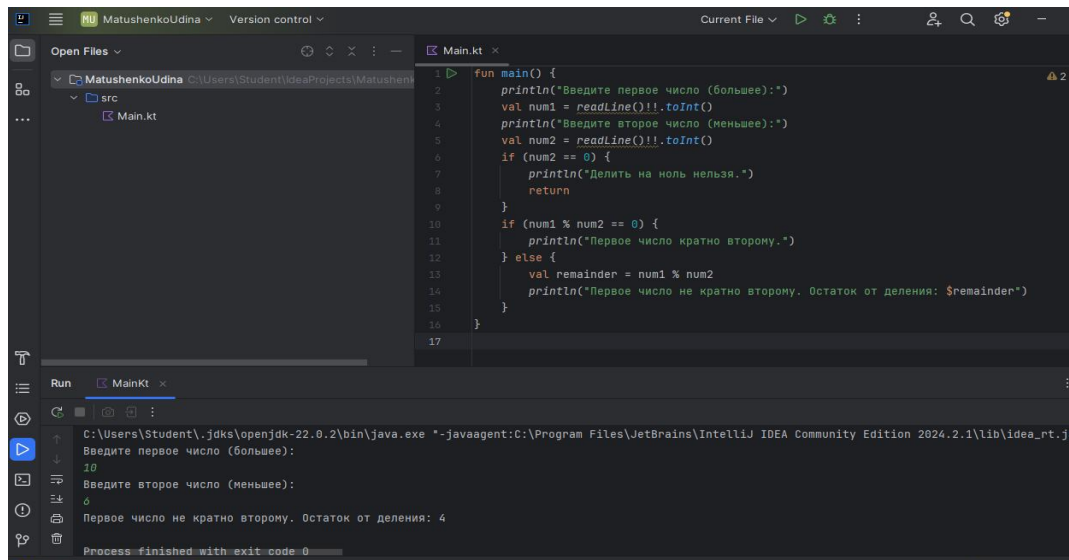 MU MatushenkoUdina Version control Current File
Open Files
MatushenkoUdina C:\Users\Student\IdeaProjects\Matushenk
src
Main.kt
Main.kt
2
1 fun main() {
2 println("Введите первое число (большее):")
3 val num1 = readLine()!!.toInt()
4 println("Введите второе число (меньшее):")
5 val num2 = readLine()!!.toInt()
6 if (num2 == 0) {
7 println("Делить на ноль нельзя.")
8 return
9 }
10 if (num1 % num2 == 0) {
11 println("Первое число кратно второму.")
12 } else {
13 val remainder = num1 % num2
14 println("Первое число не кратно второму. Остаток от деления: $remainder")
15 }
16 }
17
Run MainKt
C:\Users\Student\.jdks\openjdk-22.0.2\bin\java.exe "-javaagent:C:\Program Files\JetBrains\IntelliJ IDEA Community Edition 2024.2.1\lib\idea_rt.j
Введите первое число (большее):
10
Введите второе число (меньшее):
6
Первое число не кратно второму. Остаток от деления: 4
Process finished with exit code 0